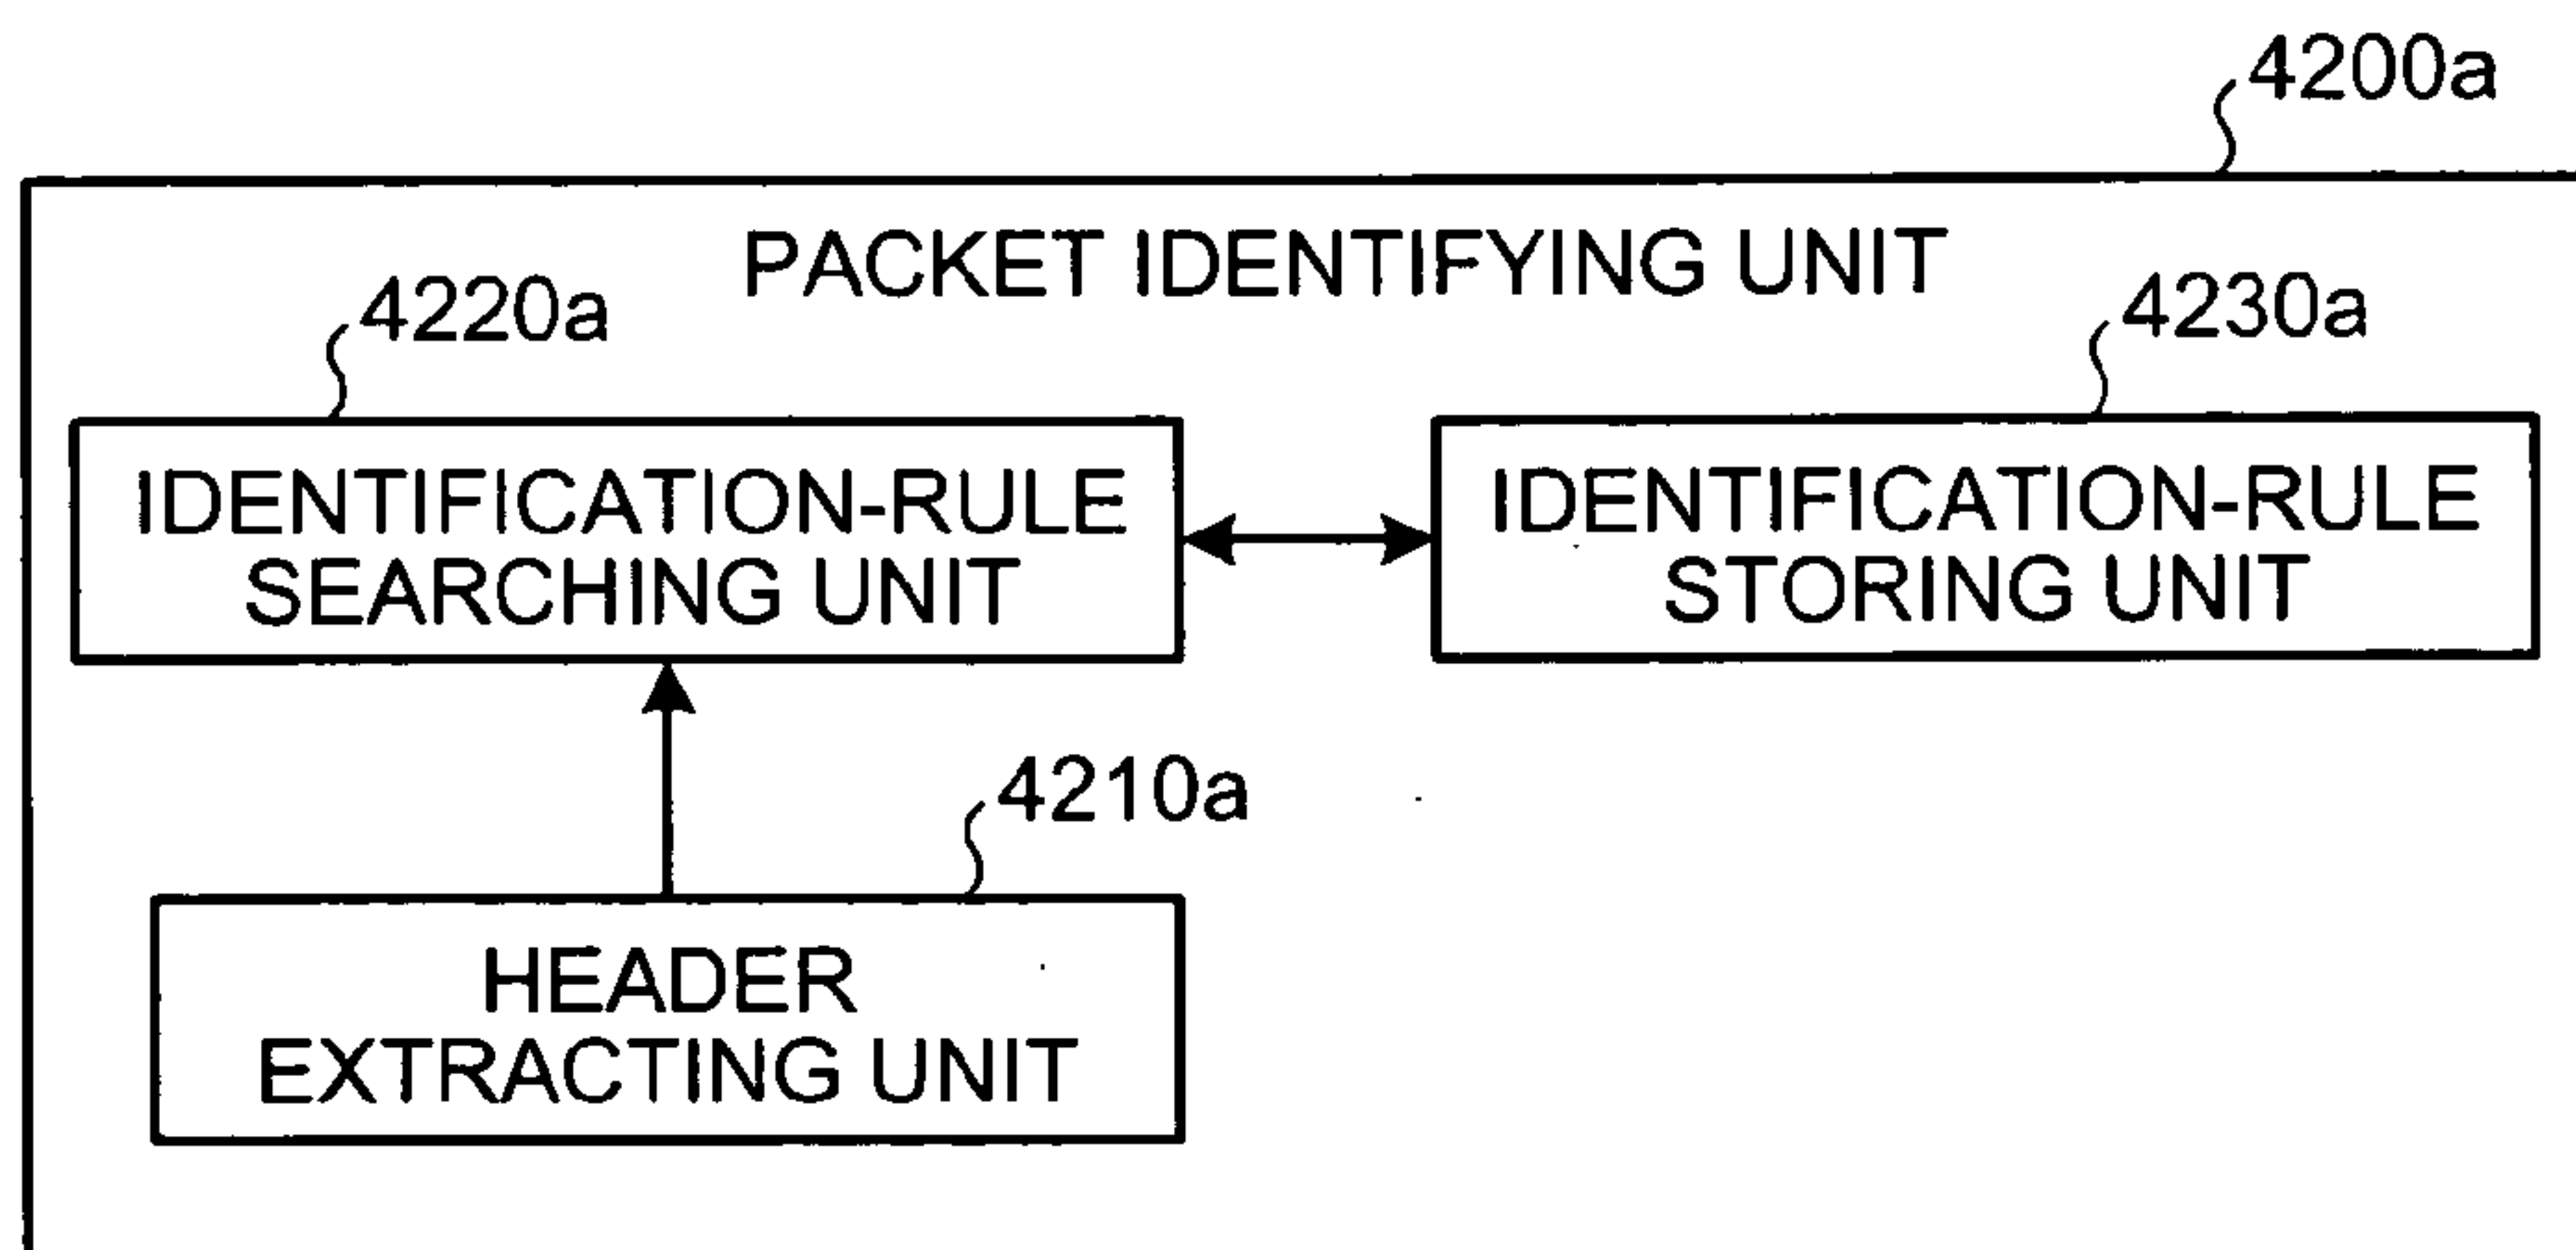 4200a
PACKET IDENTIFYING UNIT
4220a
4230a
IDENTIFICATION-RULE
SEARCHING UNIT
IDENTIFICATION-RULE
STORING UNIT
4210a
HEADER
EXTRACTING UNIT